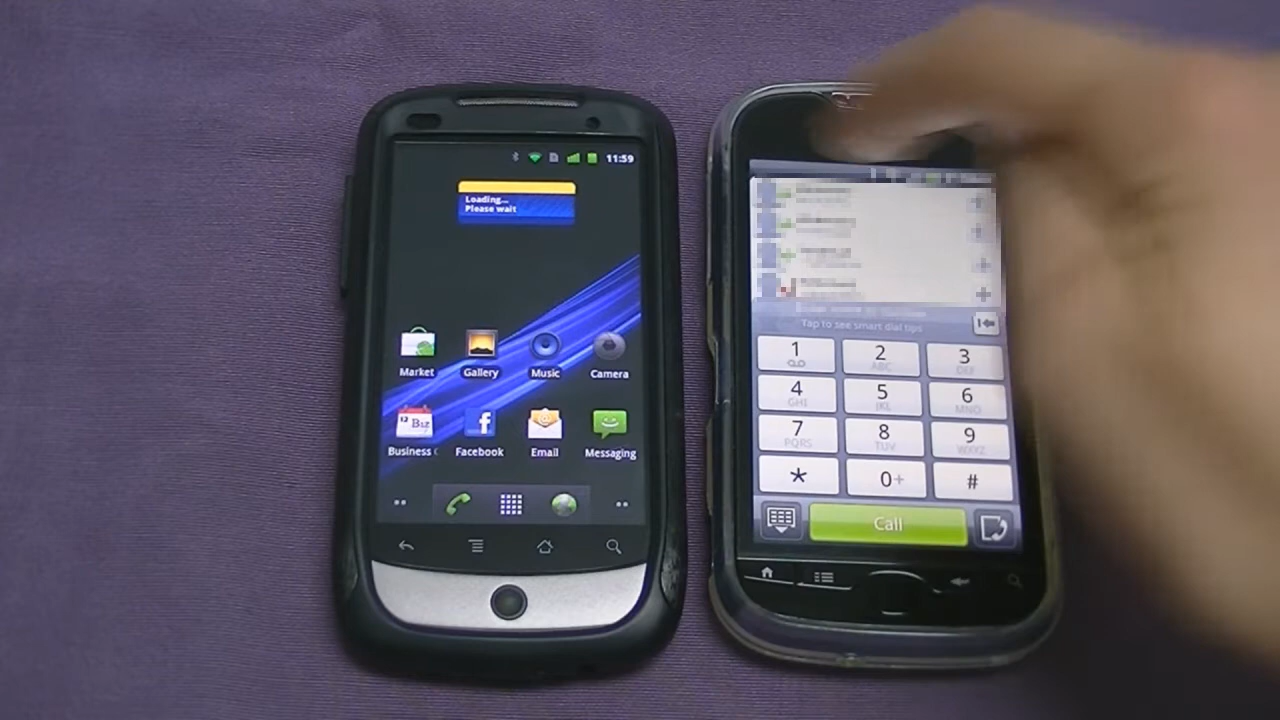 11:59
Loading...
Please wait
Market
Gallery
Music
Camera
12 Biz
Business
Facebook
Email
Messaging
Tap to see smart dial tips
1
2 ABC
3 DEF
4 GHI
5 JKL
6 MNO
7 PQRS
8 TUV
9 WXYZ
*
0+
#
Call